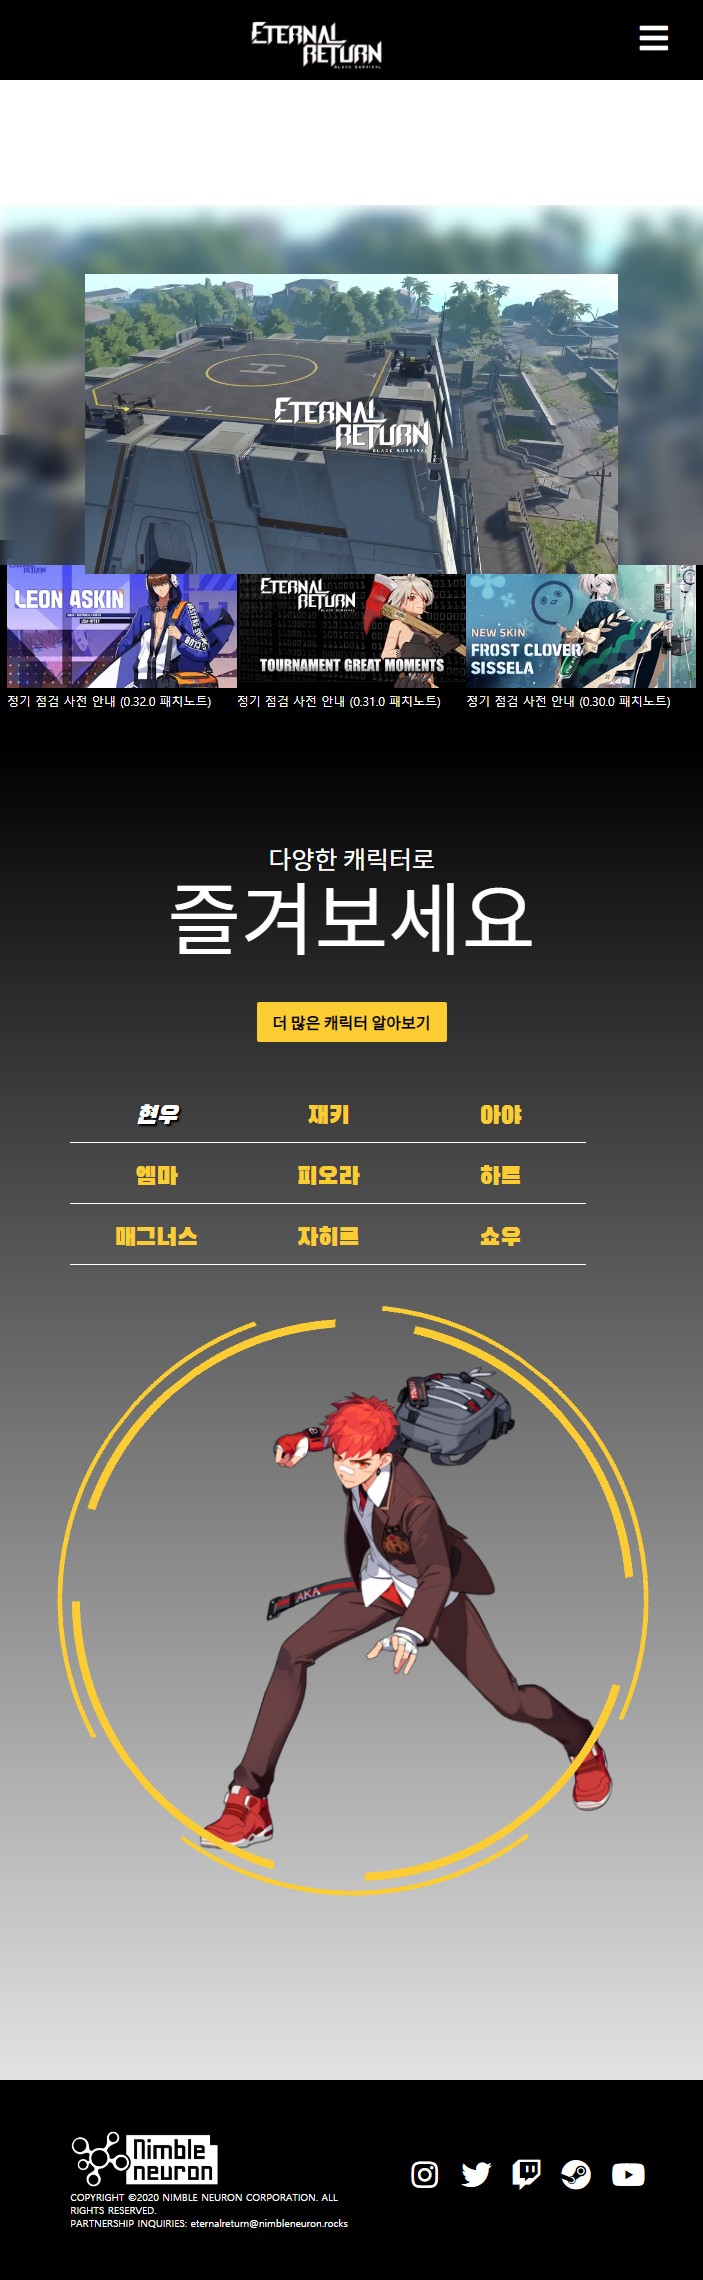 ETERNAL
RETURN
BLACK SURVIVAL
ETERNAL
RETURN
BLACK SURVIVAL
RETURN
LEON ASKIN
ETERNAL
RETURN
TOURNAMENT GREAT MOMENTS
NEW SKIN
FROST CLOVER
SISSELA
정기 점검 사전 안내 (0.32.0 패치노트)
정기 점검 사전 안내 (0.31.0 패치노트)
정기 점검 사전 안내 (0.30.0 패치노트)
다양한 캐릭터로
즐겨보세요
더 많은 캐릭터 알아보기
현우
재키
아야
엠마
피오라
하트
매그너스
자히르
쇼우
AKA
Nimble
neuron
COPYRIGHT ©2020 NIMBLE NEURON CORPORATION. ALL
RIGHTS RESERVED.
PARTNERSHIP INQUIRIES: eternalreturn@nimbleneuron.rocks